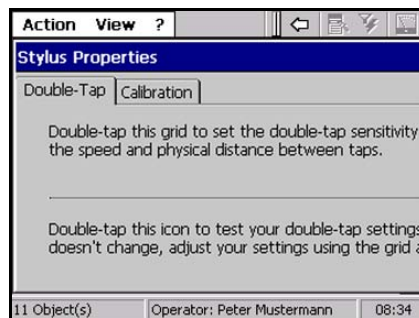 Action View ?
Stylus Properties
Double-Tap Calibration
Double-tap this grid to set the double-tap sensitivity
the speed and physical distance between taps.
Double-tap this icon to test your double-tap settings
doesn't change, adjust your settings using the grid a
11 Object(s) Operator: Peter Mustermann 08:34